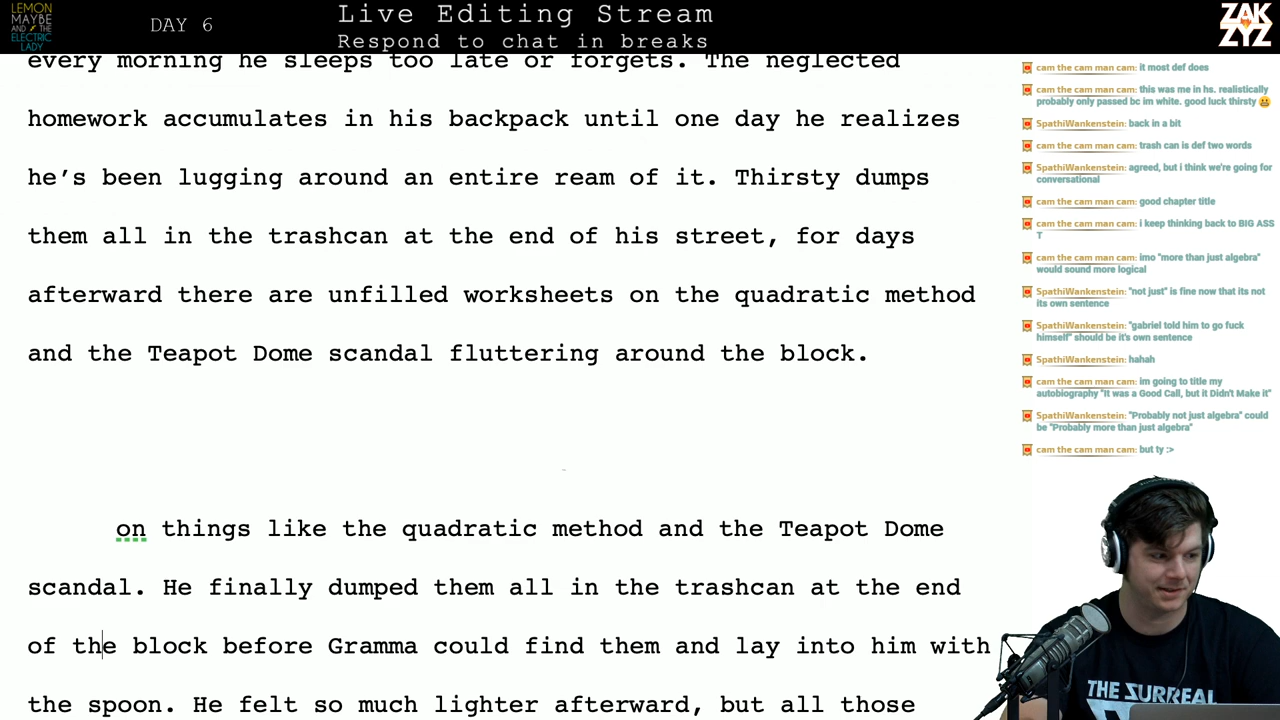 LEMON
MAYBE
AND THE
ELECTRIC
LADY
DAY 6
Live Editing Stream
Respond to chat in breaks
ZAK
ZYZ
every morning he sleeps too late or forgets. The neglected
homework accumulates in his backpack until one day he realizes
he’s been lugging around an entire ream of it. Thirsty dumps
them all in the trashcan at the end of his street, for days
afterward there are unfilled worksheets on the quadratic method
and the Teapot Dome scandal fluttering around the block.
on things like the quadratic method and the Teapot Dome
scandal. He finally dumped them all in the trashcan at the end
of the block before Gramma could find them and lay into him with
the spoon. He felt so much lighter afterward, but all those
cam the cam man cam: it most def does
cam the cam man cam: this was me in hs. realistically
probably only passed bc im white. good luck thirsty
SpathiWankenstein: back in a bit
cam the cam man cam: trash can is def two words
SpathiWankenstein: agreed, but i think we're going for
conversational
cam the cam man cam: good chapter title
cam the cam man cam: i keep thinking back to BIG ASS
T
cam the cam man cam: imo "more than just algebra"
would sound more logical
SpathiWankenstein: "not just" is fine now that its not
its own sentence
SpathiWankenstein: "gabriel told him to go fuck
himself" should be it's own sentence
SpathiWankenstein: hahah
cam the cam man cam: im going to title my
autobiography "It was a Good Call, but it Didn't Make it"
SpathiWankenstein: "Probably not just algebra" could
be "Probably more than just algebra"
cam the cam man cam: but ty :>
THE SURREAL